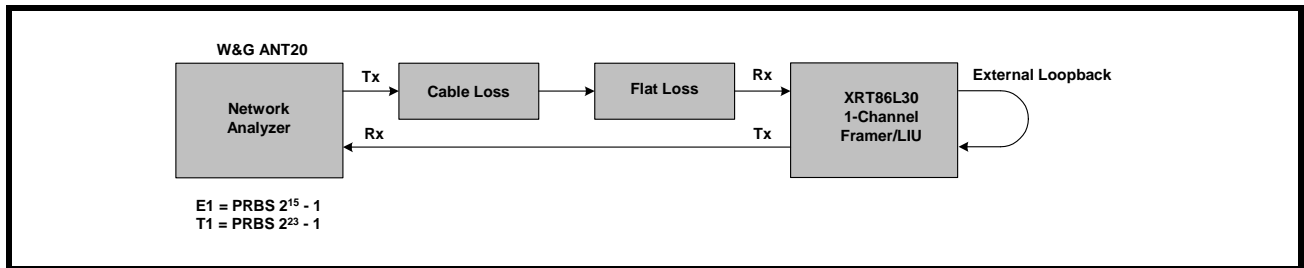 W&G ANT20
Network
Analyzer
Tx
Cable Loss
Flat Loss
Rx
XRT86L30
1-Channel
Framer/LIU
External Loopback
Rx
Tx
E1 = PRBS 2¹⁵ - 1
T1 = PRBS 2²³ - 1